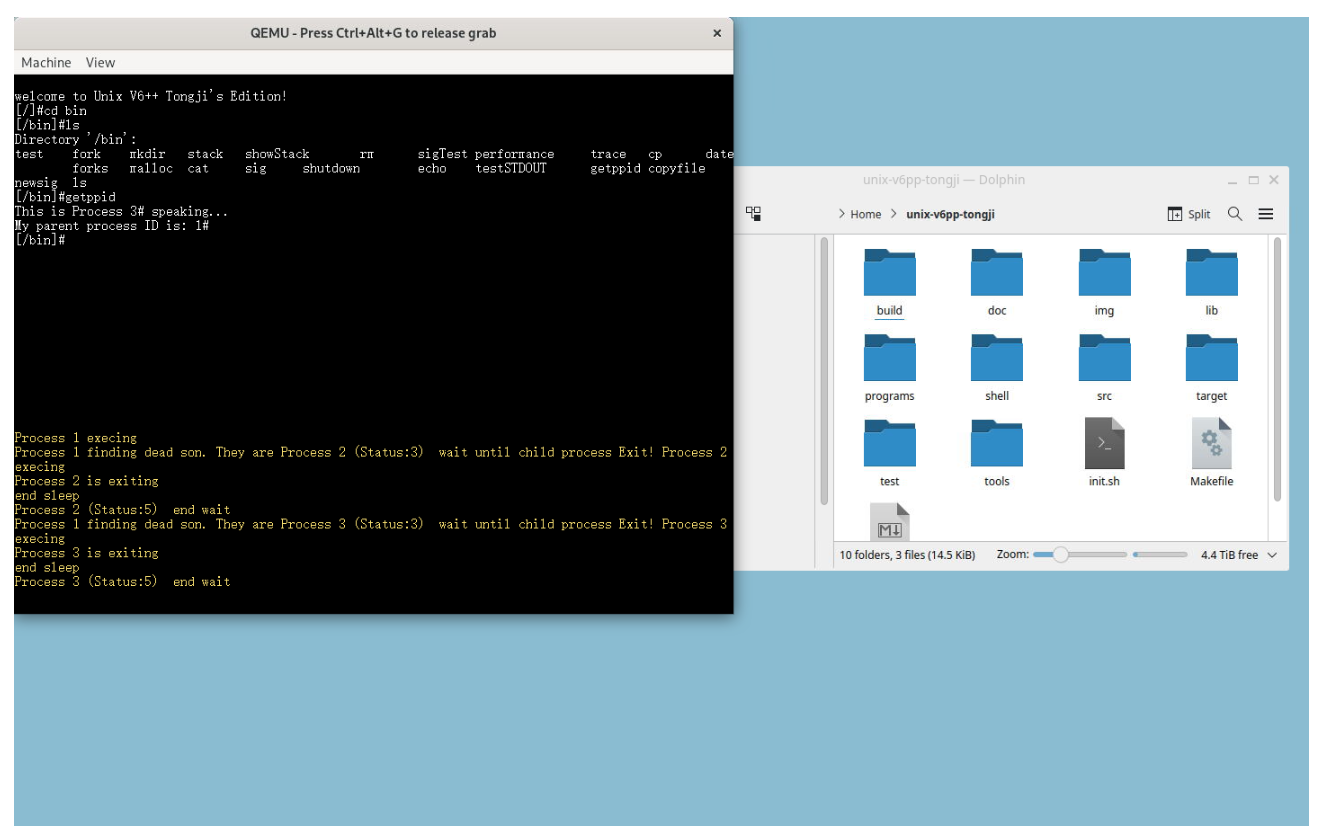 QEMU - Press Ctrl+Alt+G to release grab
Machine View
welcome to Unix V6++ Tongji's Edition!
[/]#cd bin
[/bin]#ls
Directory '/bin':
test fork mkdir stack showStack rm sigTest performance trace cp date
forks malloc cat sig shutdown echo testSTDOUT getppid copyfile
newsig ls
[/bin]#getppid
This is Process 3# speaking...
My parent process ID is: 1#
[/bin]#
Process 1 execing
Process 1 finding dead son. They are Process 2 (Status:3) wait until child process Exit! Process 2
execing
Process 2 is exiting
end sleep
Process 2 (Status:5) end wait
Process 1 finding dead son. They are Process 3 (Status:3) wait until child process Exit! Process 3
execing
Process 3 is exiting
end sleep
Process 3 (Status:5) end wait
unix-v6pp-tongji — Dolphin
> Home > unix-v6pp-tongji
Split
build doc img lib
programs shell src target
test tools init.sh Makefile
10 folders, 3 files (14.5 KiB) Zoom: 4.4 TiB free